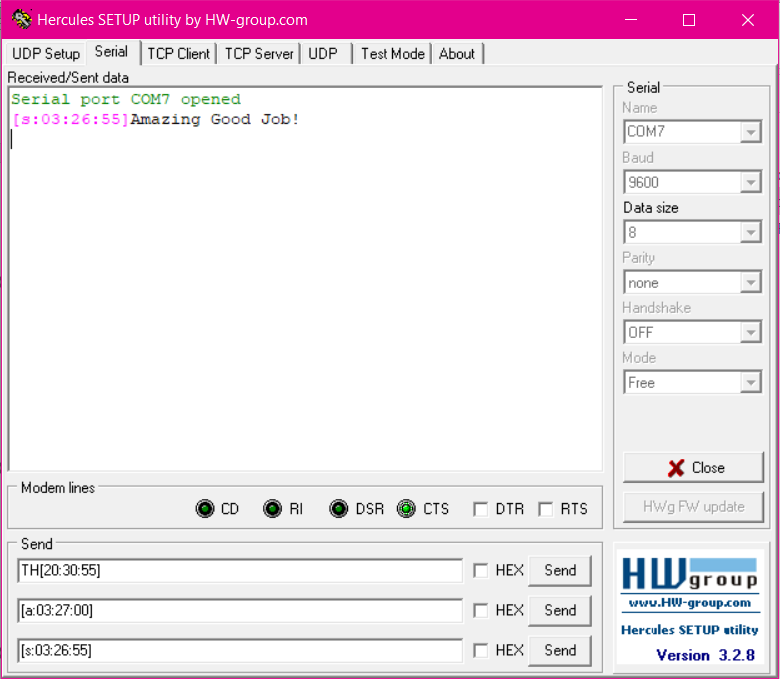 Hercules SETUP utility by HW-group.com
UDP Setup Serial TCP Client TCP Server UDP Test Mode About
Received/Sent data
Serial port COM7 opened
[s:03:26:55]Amazing Good Job!
Serial
Name
COM7
Baud
9600
Data size
8
Parity
none
Handshake
OFF
Mode
Free
Close
HWg FW update
Modem lines
CD RI DSR CTS DTR RTS
Send
TH[20:30:55] HEX Send
[a:03:27:00] HEX Send
[s:03:26:55] HEX Send
HW group
www.HW-group.com
Hercules SETUP utility
Version 3.2.8